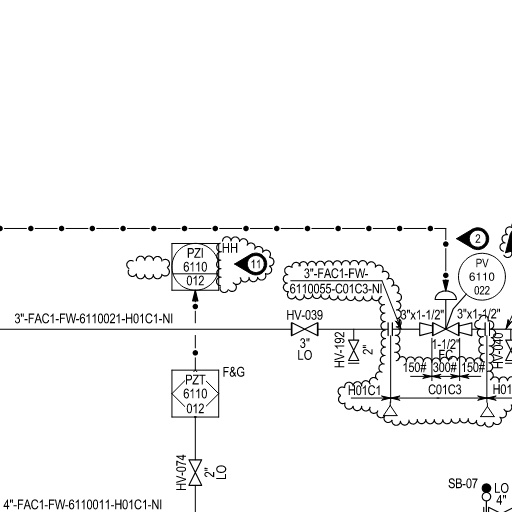 2
HH
PZI
6110
012
11
PV
6110
022
3"-FAC1-FW-
6110055-C01C3-NI
3"-FAC1-FW-6110021-H01C1-NI
HV-039
3"
LO
3"x1-1/2"
3"x1-1/2"
HV-192
2"
1-1/2"
FC
HV-040
150#
300#
150#
PZT
6110
012
F&G
H01C1
C01C3
H01
HV-074
2"
LO
SB-07
LO
4"
4"-FAC1-FW-6110011-H01C1-NI